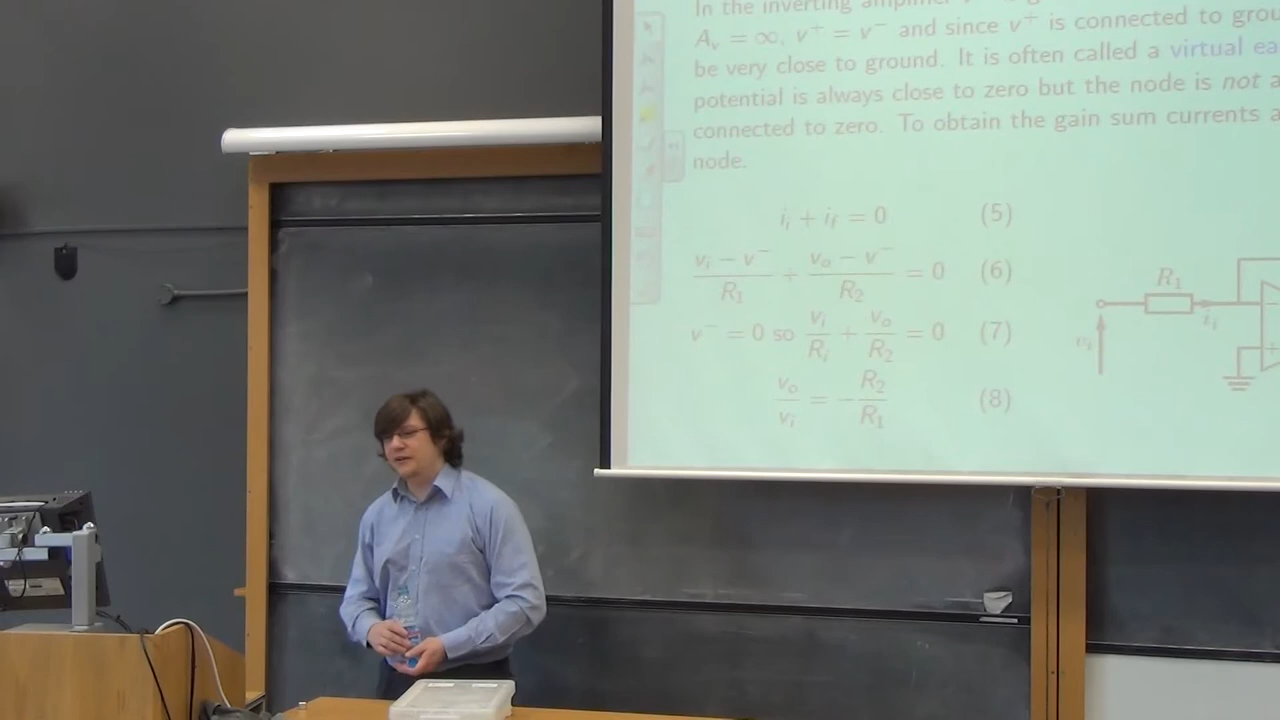 In the inverting amplifier
A_v = ∞, v⁺ = v⁻ and since v⁺ is connected to grou
be very close to ground. It is often called a virtual ea
potential is always close to zero but the node is not a
connected to zero. To obtain the gain sum currents a
node.
i_i + i_f = 0 (5)
(v_i − v⁻)/R_1 + (v_o − v⁻)/R_2 = 0 (6)
v⁻ = 0 so v_i/R_i + v_o/R_2 = 0 (7)
v_o/v_i = −R_2/R_1 (8)
R_1
i_i
v_i
+